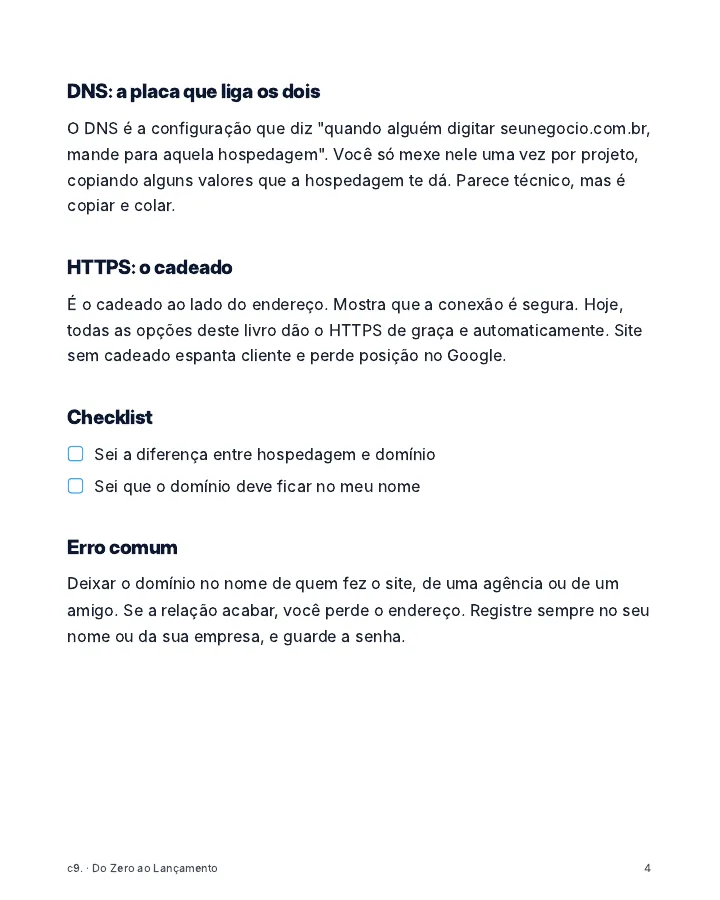 DNS: a placa que liga os dois
O DNS é a configuração que diz "quando alguém digitar seunegocio.com.br,
mande para aquela hospedagem". Você só mexe nele uma vez por projeto,
copiando alguns valores que a hospedagem te dá. Parece técnico, mas é
copiar e colar.
HTTPS: o cadeado
É o cadeado ao lado do endereço. Mostra que a conexão é segura. Hoje,
todas as opções deste livro dão o HTTPS de graça e automaticamente. Site
sem cadeado espanta cliente e perde posição no Google.
Checklist
Sei a diferença entre hospedagem e domínio
Sei que o domínio deve ficar no meu nome
Erro comum
Deixar o domínio no nome de quem fez o site, de uma agência ou de um
amigo. Se a relação acabar, você perde o endereço. Registre sempre no seu
nome ou da sua empresa, e guarde a senha.
c9. · Do Zero ao Lançamento 4